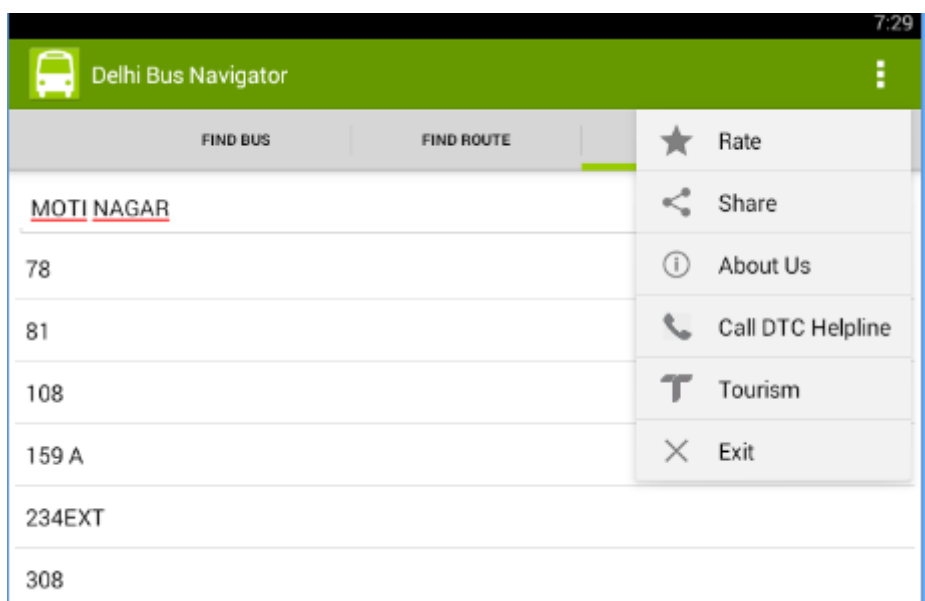 7:29
Delhi Bus Navigator
FIND BUS FIND ROUTE
MOTI NAGAR
78
81
108
159 A
234EXT
308
Rate
Share
About Us
Call DTC Helpline
Tourism
Exit